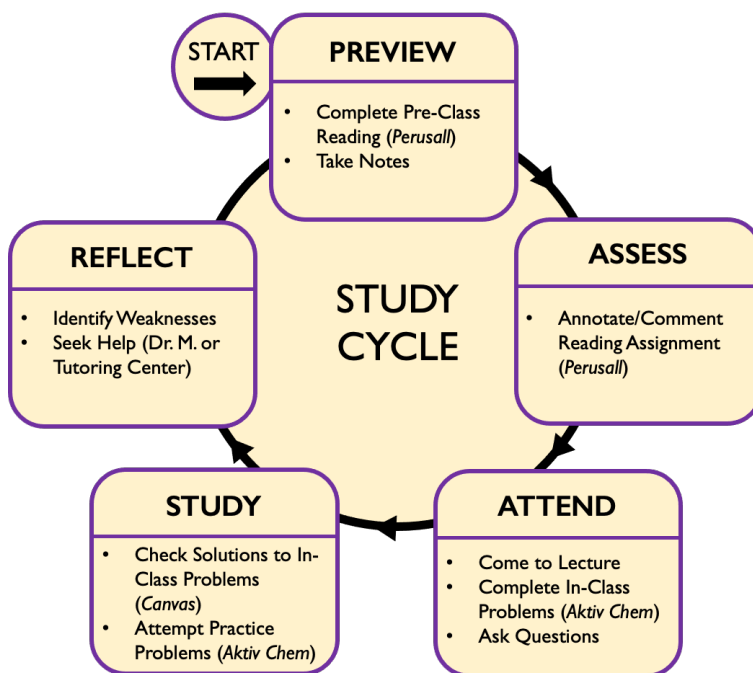 START
PREVIEW
• Complete Pre-Class
Reading (Perusall)
• Take Notes
ASSESS
• Annotate/Comment
Reading Assignment
(Perusall)
ATTEND
• Come to Lecture
• Complete In-Class
Problems (Aktiv Chem)
• Ask Questions
STUDY
• Check Solutions to In-
Class Problems
(Canvas)
• Attempt Practice
Problems (Aktiv Chem)
REFLECT
• Identify Weaknesses
• Seek Help (Dr. M. or
Tutoring Center)
STUDY
CYCLE